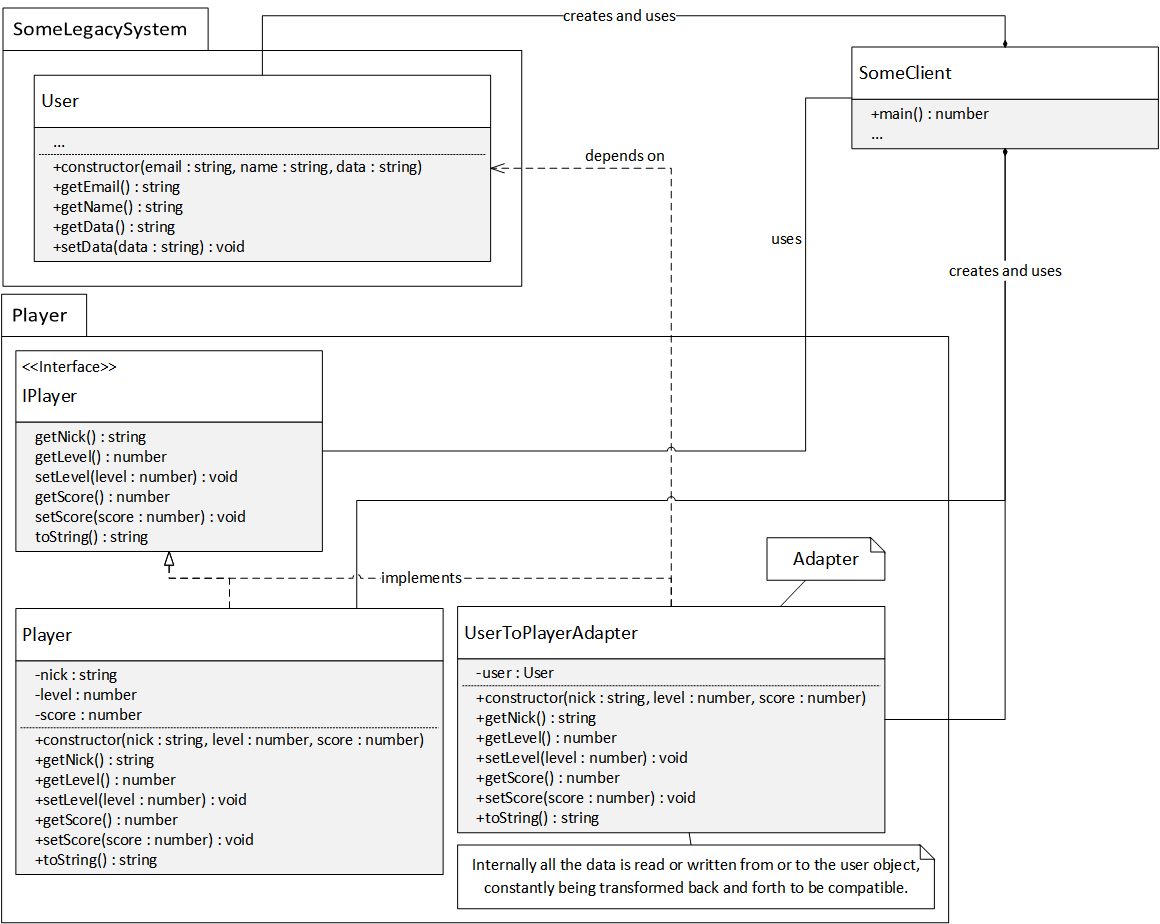 creates and uses
SomeLegacySystem
SomeClient
+main() : number
...
User
...
+constructor(email : string, name : string, data : string)
+getEmail() : string
+getName() : string
+getData() : string
+setData(data : string) : void
depends on
uses
creates and uses
Player
<<Interface>>
IPlayer
getNick() : string
getLevel() : number
setLevel(level : number) : void
getScore() : number
setScore(score : number) : void
toString() : string
implements
Adapter
Player
-nick : string
-level : number
-score : number
+constructor(nick : string, level : number, score : number)
+getNick() : string
+getLevel() : number
+setLevel(level : number) : void
+getScore() : number
+setScore(score : number) : void
+toString() : string
UserToPlayerAdapter
-user : User
+constructor(nick : string, level : number, score : number)
+getNick() : string
+getLevel() : number
+setLevel(level : number) : void
+getScore() : number
+setScore(score : number) : void
+toString() : string
Internally all the data is read or written from or to the user object,
constantly being transformed back and forth to be compatible.